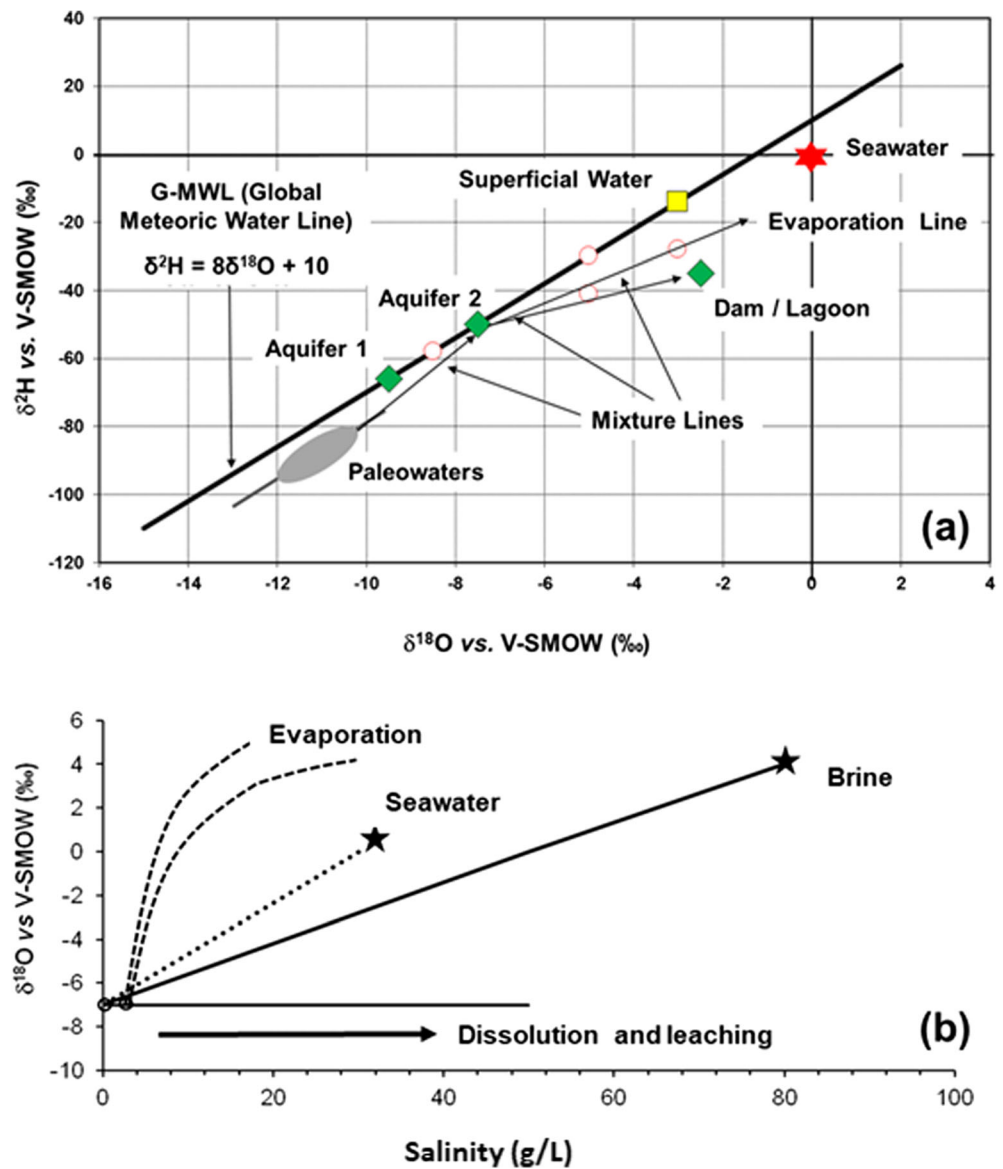 40
20
0
-20
-40
-60
-80
-100
-120
δ²H vs. V-SMOW (‰)
G-MWL (Global
Meteoric Water Line)
δ²H = 8δ¹⁸O + 10
Superficial Water
Seawater
Evaporation Line
Aquifer 2
Dam / Lagoon
Aquifer 1
Mixture Lines
Paleowaters
(a)
-16 -14 -12 -10 -8 -6 -4 -2 0 2 4
δ¹⁸O vs. V-SMOW (‰)
6
4
2
0
-2
-4
-6
-8
-10
δ¹⁸O vs V-SMOW (‰)
Evaporation
Seawater
Brine
Dissolution and leaching
(b)
0 20 40 60 80 100
Salinity (g/L)